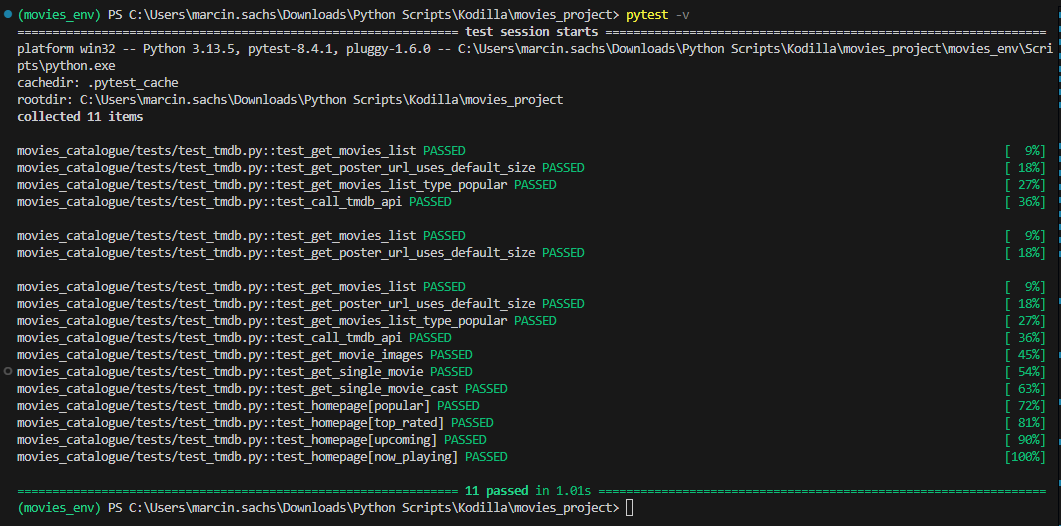 (movies_env) PS C:\Users\marcin.sachs\Downloads\Python Scripts\Kodilla\movies_project> pytest -v
=============================================================== test session starts ================================================================
platform win32 -- Python 3.13.5, pytest-8.4.1, pluggy-1.6.0 -- C:\Users\marcin.sachs\Downloads\Python Scripts\Kodilla\movies_project\movies_env\Scri
pts\python.exe
cachedir: .pytest_cache
rootdir: C:\Users\marcin.sachs\Downloads\Python Scripts\Kodilla\movies_project
collected 11 items

movies_catalogue/tests/test_tmdb.py::test_get_movies_list PASSED [  9%]
movies_catalogue/tests/test_tmdb.py::test_get_poster_url_uses_default_size PASSED [ 18%]
movies_catalogue/tests/test_tmdb.py::test_get_movies_list_type_popular PASSED [ 27%]
movies_catalogue/tests/test_tmdb.py::test_call_tmdb_api PASSED [ 36%]

movies_catalogue/tests/test_tmdb.py::test_get_movies_list PASSED [  9%]
movies_catalogue/tests/test_tmdb.py::test_get_poster_url_uses_default_size PASSED [ 18%]

movies_catalogue/tests/test_tmdb.py::test_get_movies_list PASSED [  9%]
movies_catalogue/tests/test_tmdb.py::test_get_poster_url_uses_default_size PASSED [ 18%]
movies_catalogue/tests/test_tmdb.py::test_get_movies_list_type_popular PASSED [ 27%]
movies_catalogue/tests/test_tmdb.py::test_call_tmdb_api PASSED [ 36%]
movies_catalogue/tests/test_tmdb.py::test_get_movie_images PASSED [ 45%]
movies_catalogue/tests/test_tmdb.py::test_get_single_movie PASSED [ 54%]
movies_catalogue/tests/test_tmdb.py::test_get_single_movie_cast PASSED [ 63%]
movies_catalogue/tests/test_tmdb.py::test_homepage[popular] PASSED [ 72%]
movies_catalogue/tests/test_tmdb.py::test_homepage[top_rated] PASSED [ 81%]
movies_catalogue/tests/test_tmdb.py::test_homepage[upcoming] PASSED [ 90%]
movies_catalogue/tests/test_tmdb.py::test_homepage[now_playing] PASSED [100%]

=============================================================== 11 passed in 1.01s ================================================================
(movies_env) PS C:\Users\marcin.sachs\Downloads\Python Scripts\Kodilla\movies_project>